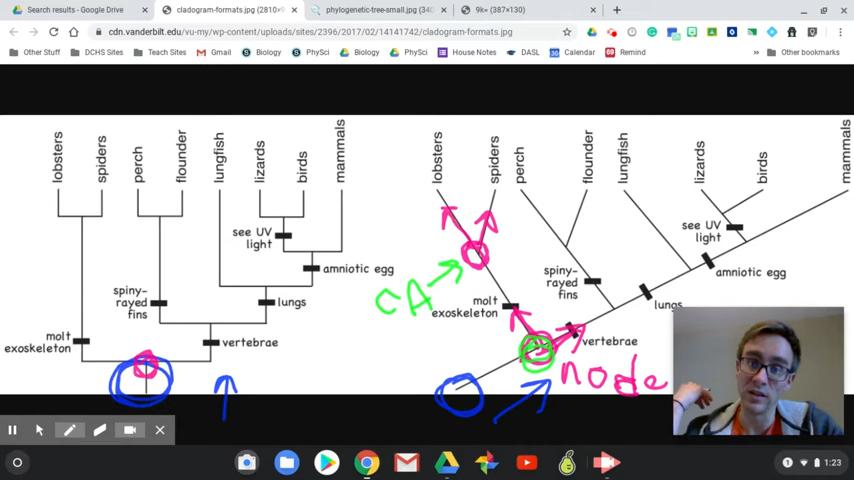 Search results - Google Drive
cladogram-formats.jpg (2810×9
phylogenetic-tree-small.jpg (340
9k= (387×130)
cdn.vanderbilt.edu/vu-my/wp-content/uploads/sites/2396/2017/02/14141742/cladogram-formats.jpg
Other Stuff
DCHS Sites
Teach Sites
Gmail
Biology
PhySci
Biology
PhySci
House Notes
DASL
Calendar
Remind
Other bookmarks
lobsters
spiders
perch
flounder
lungfish
lizards
birds
mammals
see UV
light
amniotic egg
spiny-
rayed
fins
lungs
molt
exoskeleton
vertebrae
lobsters
spiders
perch
flounder
lungfish
lizards
birds
mammals
see UV
light
amniotic egg
spiny-
rayed
fins
lungs
CA
molt
exoskeleton
vertebrae
node
1
1:23